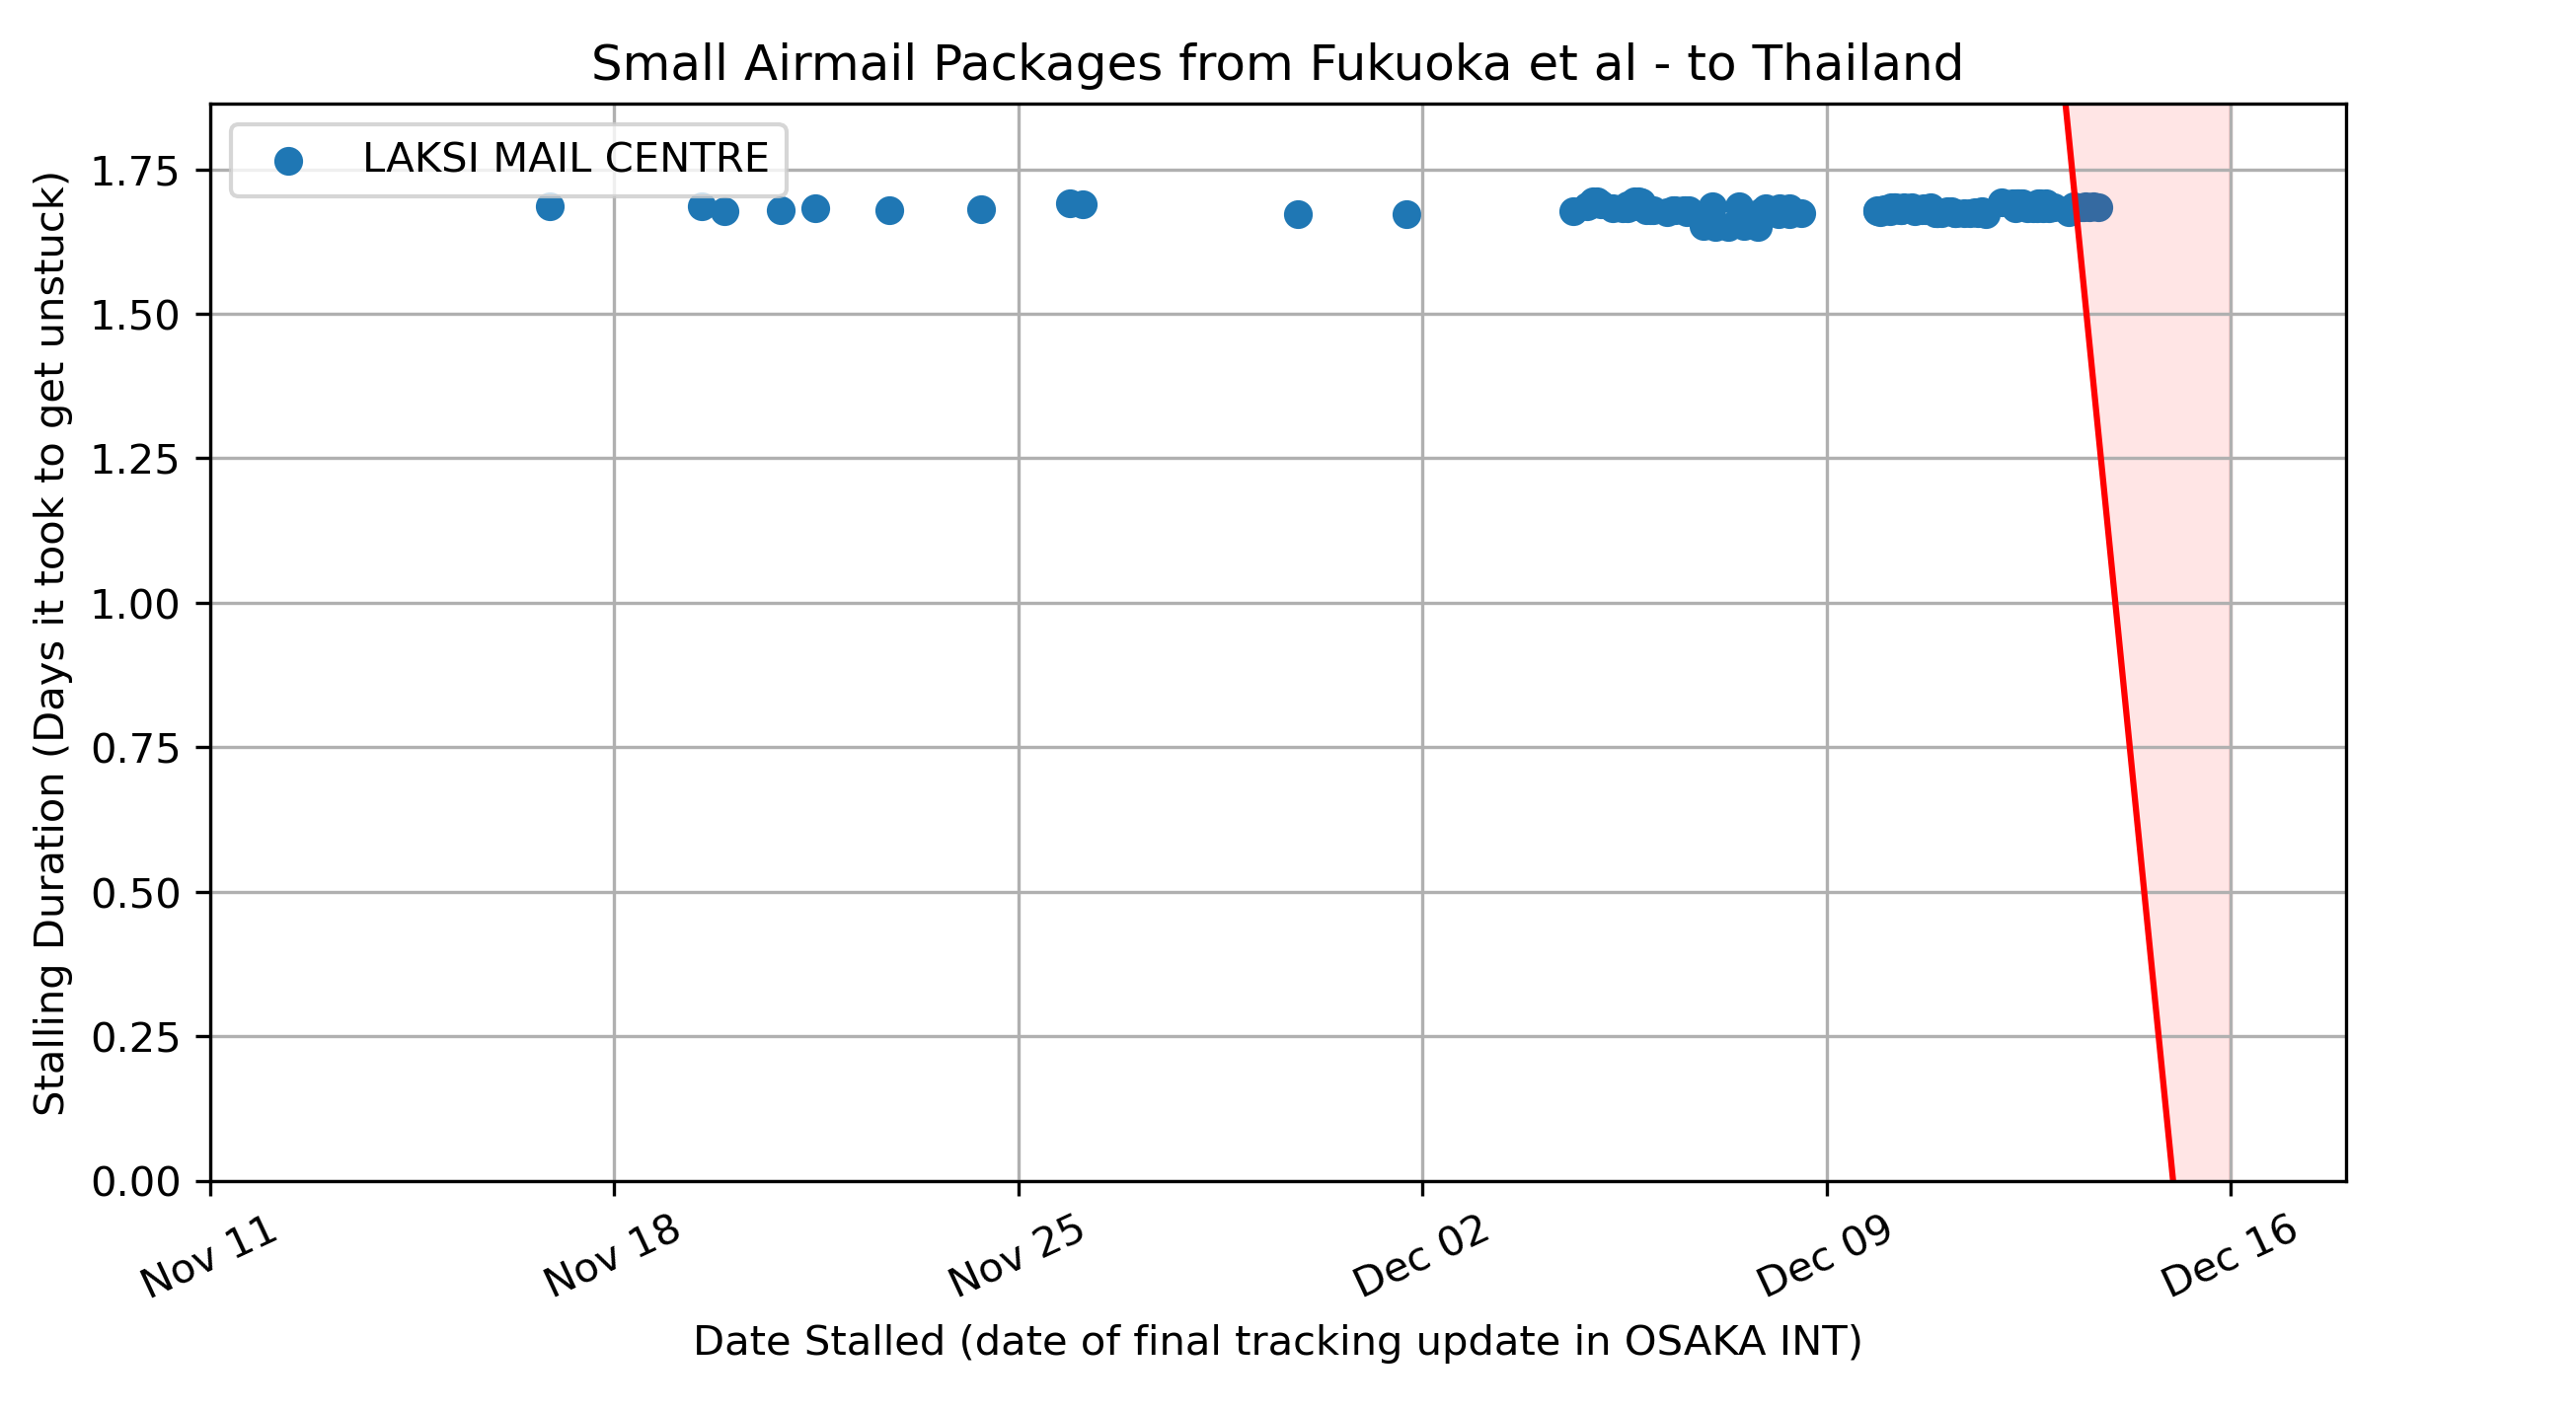 Small Airmail Packages from Fukuoka et al - to Thailand
LAKSI MAIL CENTRE
Stalling Duration (Days it took to get unstuck)
1.75
1.50
1.25
1.00
0.75
0.50
0.25
0.00
Nov 11
Nov 18
Nov 25
Dec 02
Dec 09
Dec 16
Date Stalled (date of final tracking update in OSAKA INT)